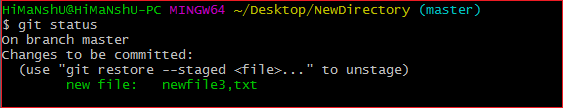 HiMaNshU@HiMaNshU-PC MINGW64 ~/Desktop/NewDirectory (master)
$ git status
On branch master
Changes to be committed:
  (use "git restore --staged <file>..." to unstage)
        new file:   newfile3,txt